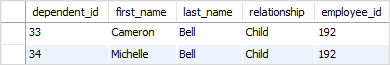 dependent_id first_name last_name relationship employee_id
33 Cameron Bell Child 192
34 Michelle Bell Child 192